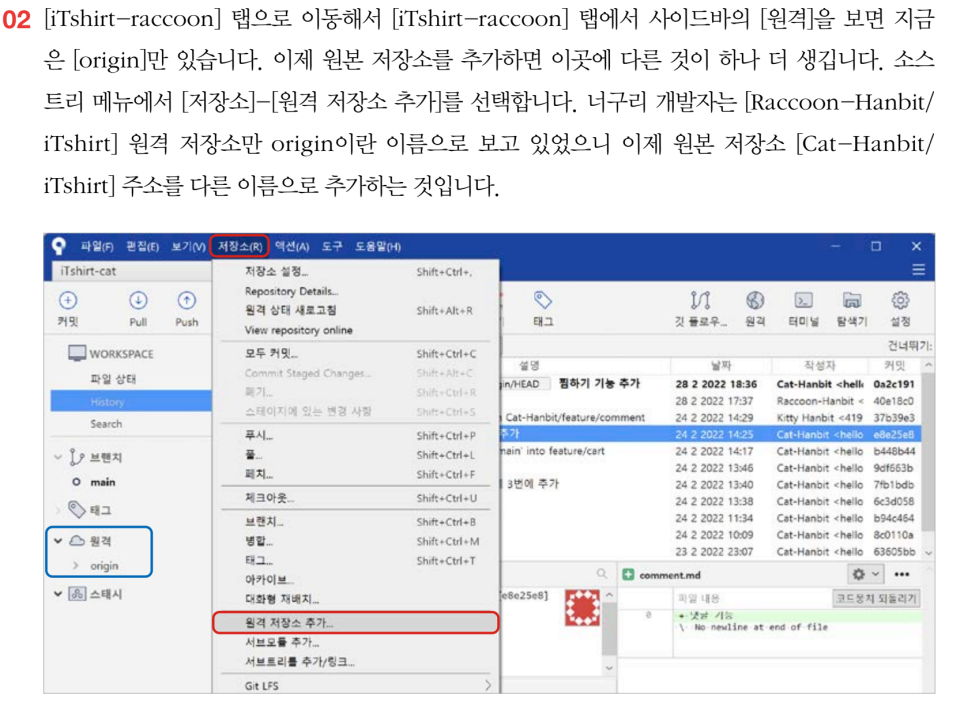 02 [iTshirt-raccoon] 탭으로 이동해서 [iTshirt-raccoon] 탭에서 사이드바의 [원격]을 보면 지금
은 [origin]만 있습니다. 이제 원본 저장소를 추가하면 이곳에 다른 것이 하나 더 생깁니다. 소스
트리 메뉴에서 [저장소]-[원격 저장소 추가]를 선택합니다. 너구리 개발자는 [Raccoon-Hanbit/
iTshirt] 원격 저장소만 origin이란 이름으로 보고 있었으니 이제 원본 저장소 [Cat-Hanbit/
iTshirt] 주소를 다른 이름으로 추가하는 것입니다.
파일(F) 편집(E) 보기(V) 저장소(R) 액션(A) 도구 도움말(H)
iTshirt-cat
커밋 Pull Push 태그 깃 플로우... 원격 터미널 탐색기 설정
건너뛰기:
WORKSPACE
파일 상태
History
Search
브랜치
main
태그
원격
origin
스태시
저장소 설정... Shift+Ctrl+,
Repository Details...
원격 상태 새로고침 Shift+Alt+R
View repository online
모두 커밋... Shift+Ctrl+C
Commit Staged Changes... Shift+Alt+C
폐기... Shift+Ctrl+R
스테이지에 있는 변경 사항 Shift+Ctrl+S
푸시... Shift+Ctrl+P
풀... Shift+Ctrl+L
페치... Shift+Ctrl+F
체크아웃... Shift+Ctrl+U
브랜치... Shift+Ctrl+B
병합... Shift+Ctrl+M
태그... Shift+Ctrl+T
아카이브...
대화형 재배치...
원격 저장소 추가...
서브모듈 추가...
서브트리를 추가/링크...
Git LFS
설명 날짜 작성자 커밋
gin/HEAD 찜하기 기능 추가 28 2 2022 18:36 Cat-Hanbit <hell 0a2c191
28 2 2022 17:37 Raccoon-Hanbit < 40e18c0
Cat-Hanbit/feature/comment 24 2 2022 14:29 Kitty Hanbit <419 37b39e3
추가 24 2 2022 14:25 Cat-Hanbit <hello e8e25e8
main' into feature/cart 24 2 2022 14:17 Cat-Hanbit <hello b448b44
24 2 2022 13:46 Cat-Hanbit <hello 9df663b
3번에 추가 24 2 2022 13:40 Cat-Hanbit <hello 7fb1bdb
24 2 2022 13:38 Cat-Hanbit <hello 6c3d058
24 2 2022 11:34 Cat-Hanbit <hello b94c464
24 2 2022 10:09 Cat-Hanbit <hello 8c0110a
23 2 2022 23:07 Cat-Hanbit <hello 63605bb
e8e25e8]
comment.md
파일 내용 코드뭉치 되돌리기
0 + 댓글 기능
\ No newline at end of file